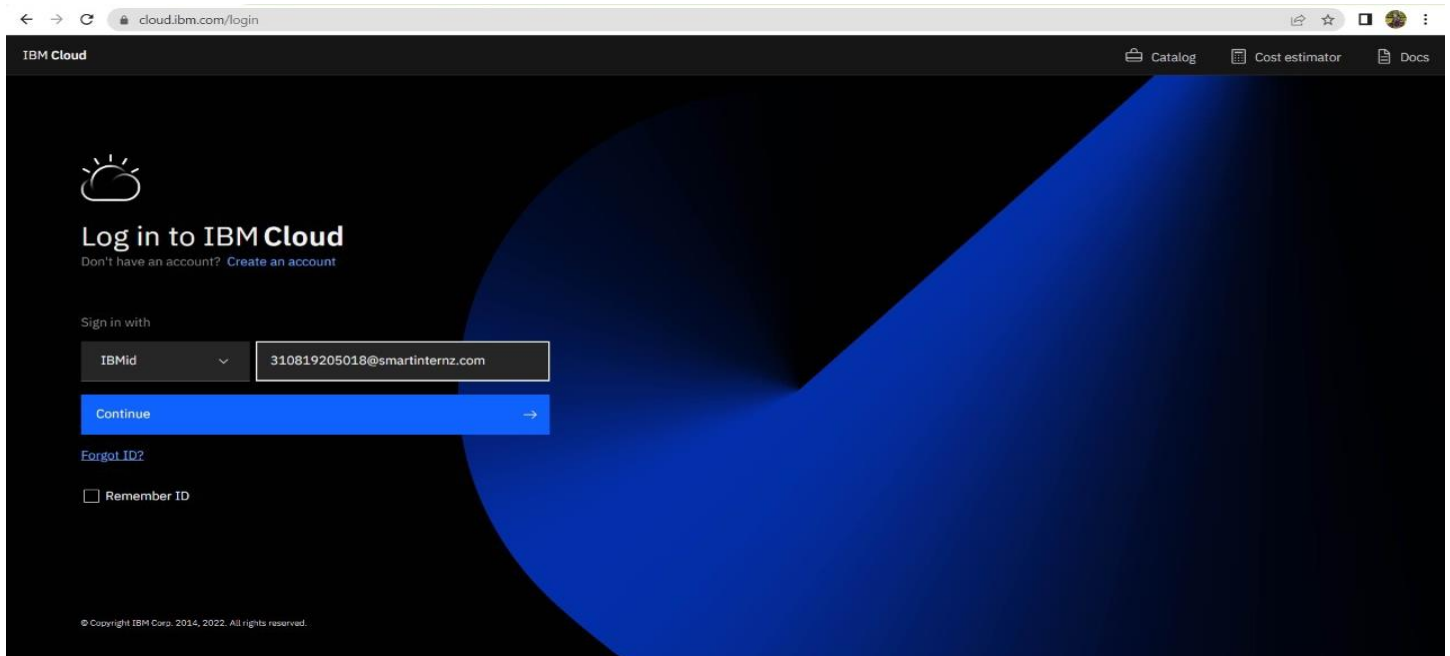 cloud.ibm.com/login
IBM Cloud
Catalog
Cost estimator
Docs
Log in to IBM Cloud
Don't have an account? Create an account
Sign in with
IBMid
310819205018@smartinternz.com
Continue
Forgot ID?
Remember ID
© Copyright IBM Corp. 2014, 2022. All rights reserved.